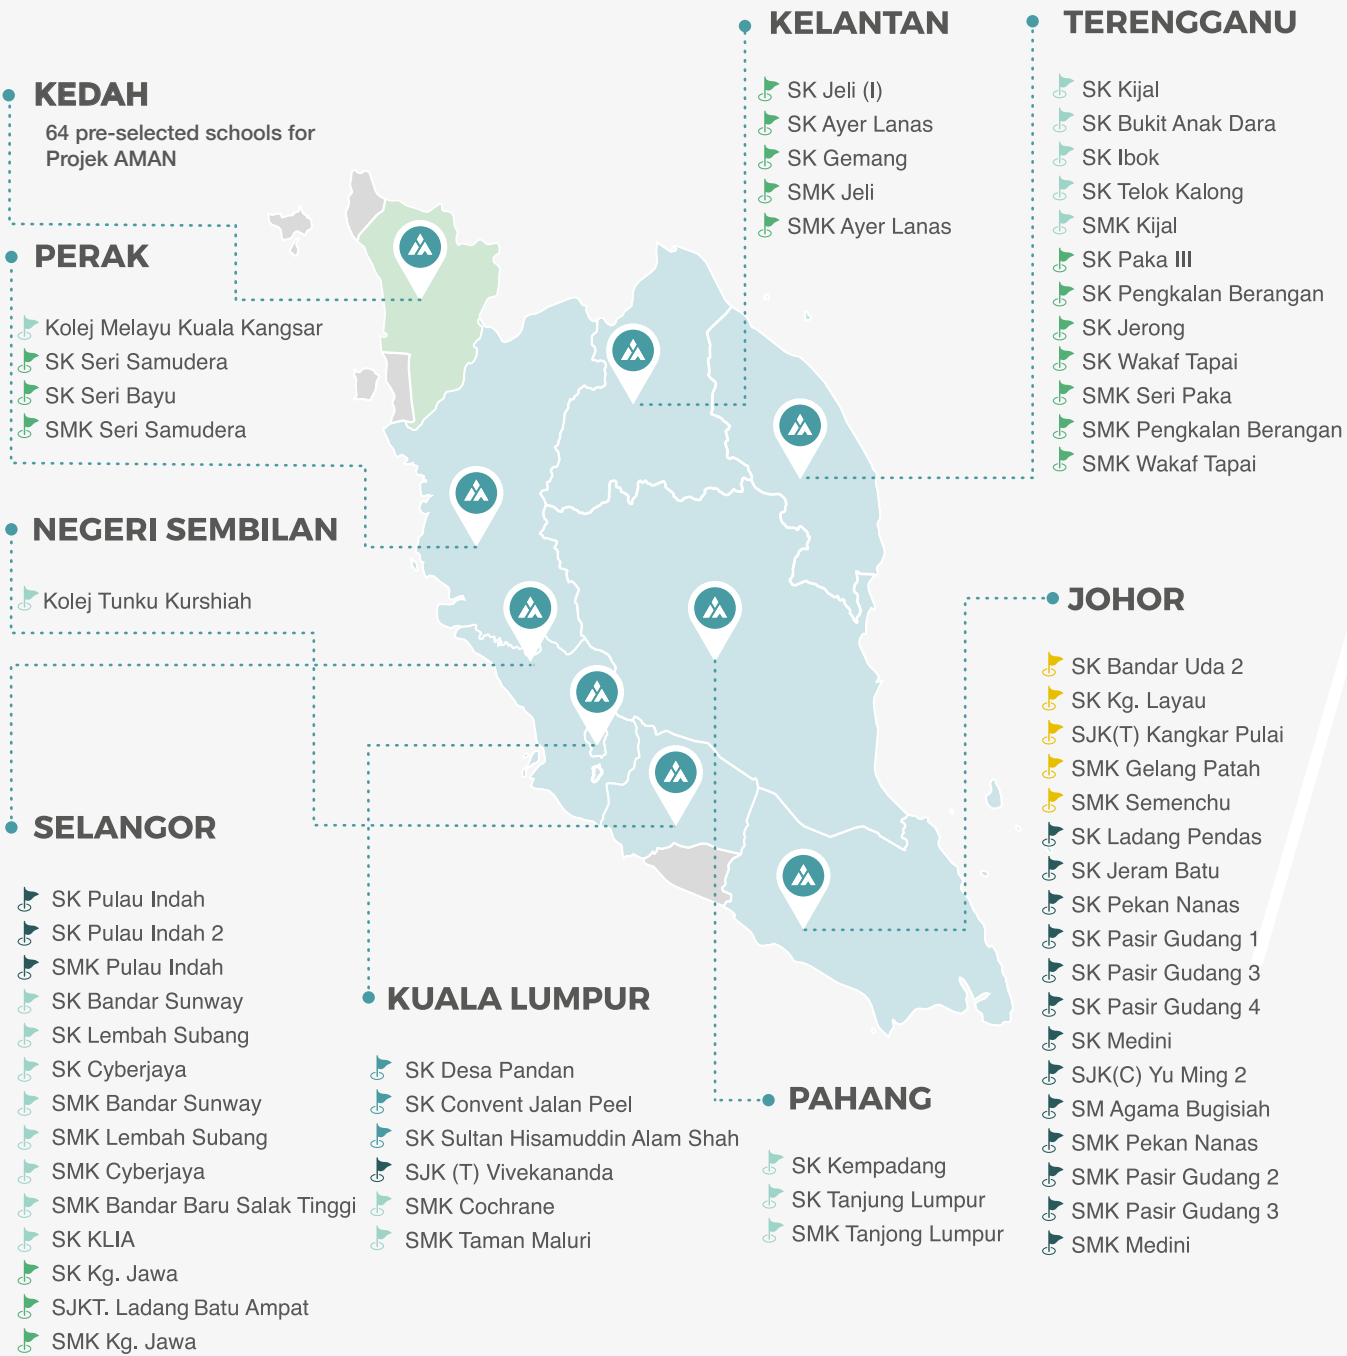 KEDAH
64 pre-selected schools for
Projek AMAN
PERAK
Kolej Melayu Kuala Kangsar
SK Seri Samudera
SK Seri Bayu
SMK Seri Samudera
NEGERI SEMBILAN
Kolej Tunku Kurshiah
SELANGOR
SK Pulau Indah
SK Pulau Indah 2
SMK Pulau Indah
SK Bandar Sunway
SK Lembah Subang
SK Cyberjaya
SMK Bandar Sunway
SMK Lembah Subang
SMK Cyberjaya
SMK Bandar Baru Salak Tinggi
SK KLIA
SK Kg. Jawa
SJKT. Ladang Batu Ampat
SMK Kg. Jawa
KUALA LUMPUR
SK Desa Pandan
SK Convent Jalan Peel
SK Sultan Hisamuddin Alam Shah
SJK (T) Vivekananda
SMK Cochrane
SMK Taman Maluri
KELANTAN
SK Jeli (I)
SK Ayer Lanas
SK Gemang
SMK Jeli
SMK Ayer Lanas
TERENGGANU
SK Kijal
SK Bukit Anak Dara
SK Ibok
SK Telok Kalong
SMK Kijal
SK Paka III
SK Pengkalan Berangan
SK Jerong
SK Wakaf Tapai
SMK Seri Paka
SMK Pengkalan Berangan
SMK Wakaf Tapai
PAHANG
SK Kempadang
SK Tanjung Lumpur
SMK Tanjong Lumpur
JOHOR
SK Bandar Uda 2
SK Kg. Layau
SJK(T) Kangkar Pulai
SMK Gelang Patah
SMK Semenchu
SK Ladang Pendas
SK Jeram Batu
SK Pekan Nanas
SK Pasir Gudang 1
SK Pasir Gudang 3
SK Pasir Gudang 4
SK Medini
SJK(C) Yu Ming 2
SM Agama Bugisiah
SMK Pekan Nanas
SMK Pasir Gudang 2
SMK Pasir Gudang 3
SMK Medini